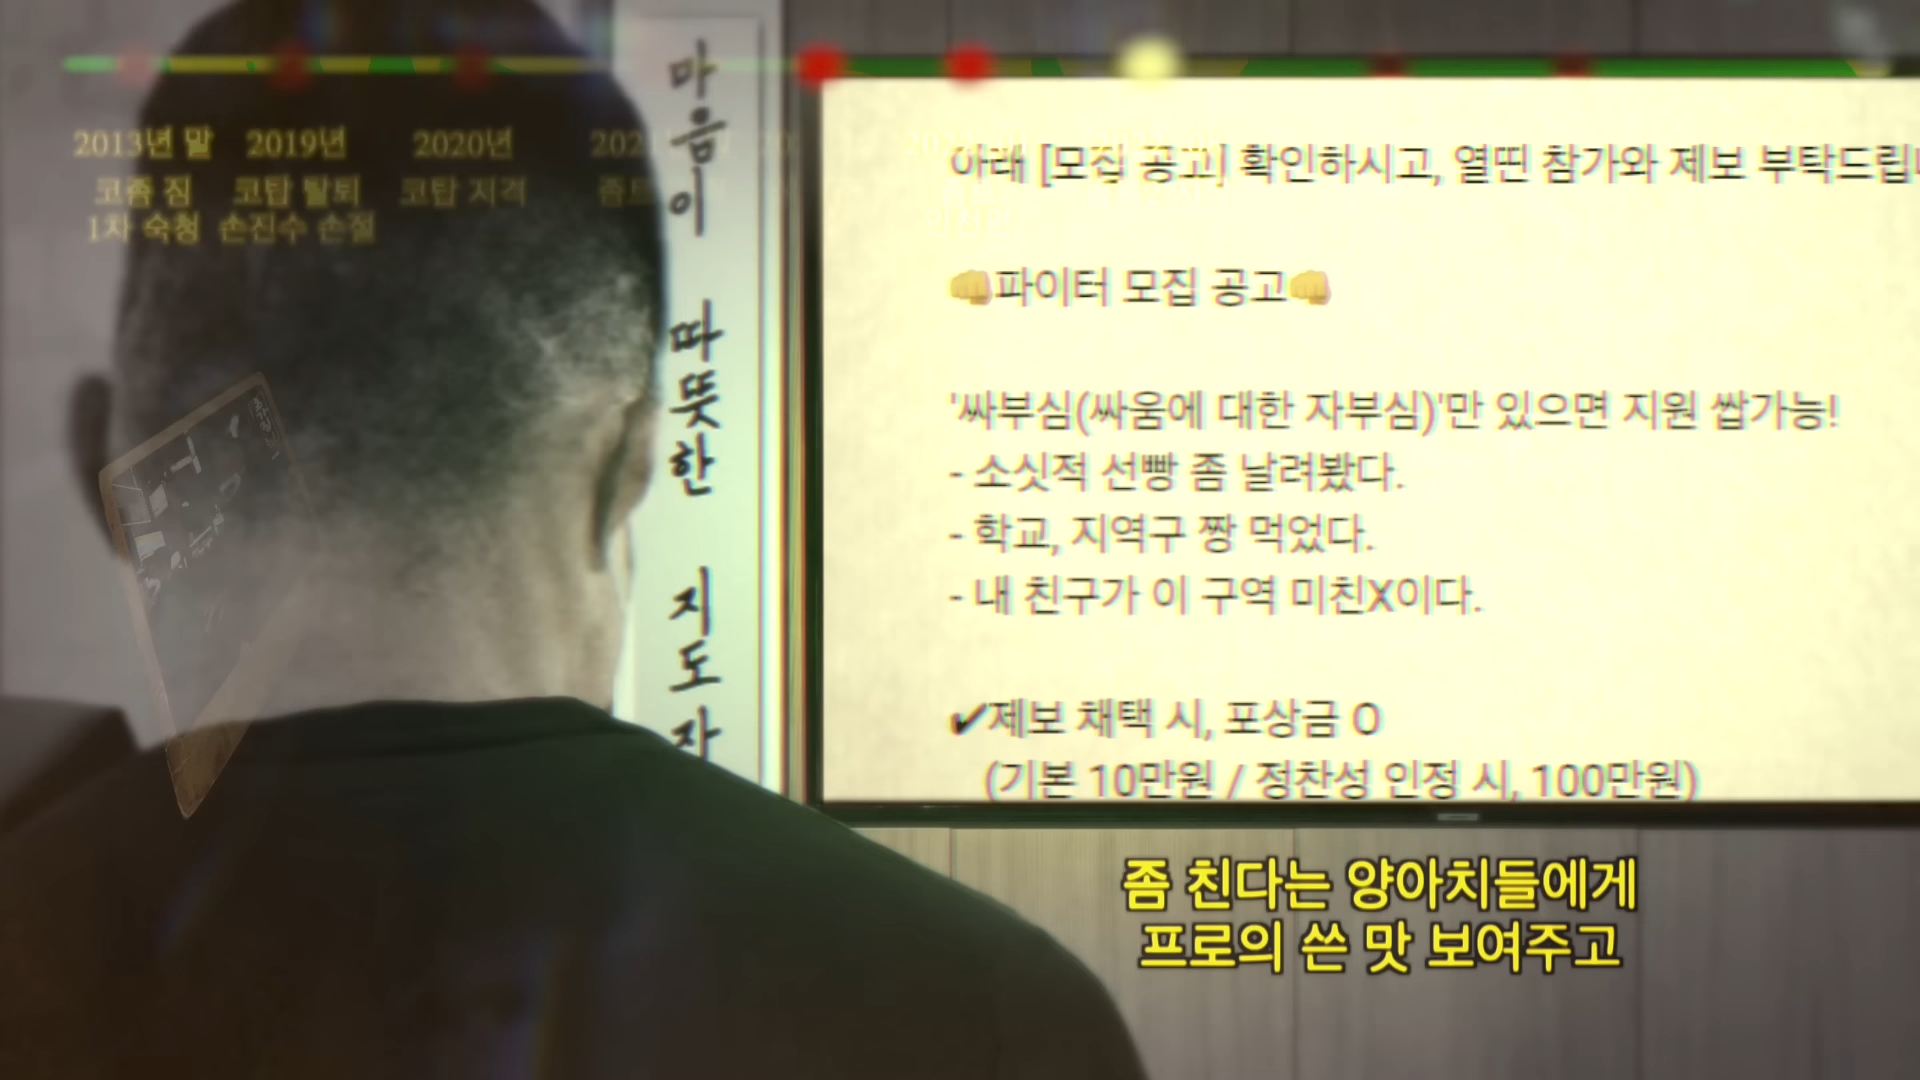 2013년 말
코좀 짐
1차 숙청
2019년
코탑 탈퇴
손진수 손절
2020년
코탑 지격
마음이 따뜻한 지도자
아래 [모집 공고] 확인하시고, 열띤 참가와 제보 부탁드립
👊파이터 모집 공고👊
'싸부심(싸움에 대한 자부심)'만 있으면 지원 쌉가능!
- 소싯적 선빵 좀 날려봤다.
- 학교, 지역구 짱 먹었다.
- 내 친구가 이 구역 미친X이다.
✔제보 채택 시, 포상금 O
(기본 10만원 / 정찬성 인정 시, 100만원)
좀 친다는 양아치들에게
프로의 쓴 맛 보여주고